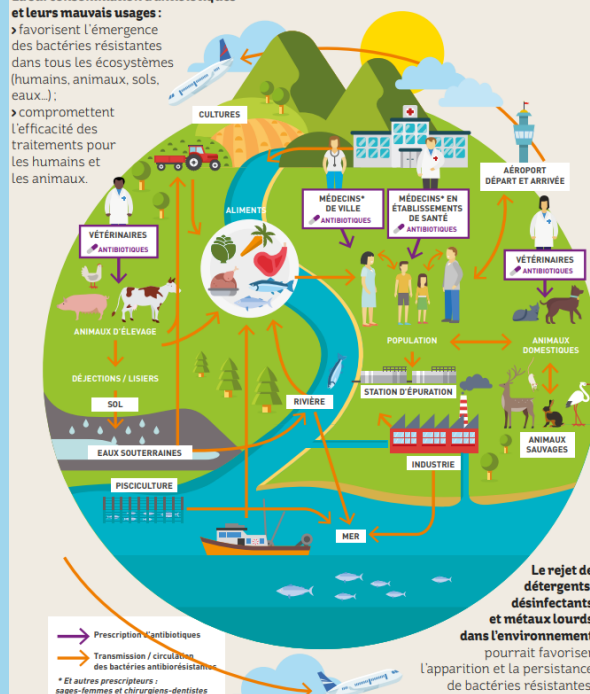 et leurs mauvais usages :
› favorisent l'émergence
des bactéries résistantes
dans tous les écosystèmes
(humains, animaux, sols,
eaux...) ;
› compromettent
l'efficacité des
traitements pour
les humains et
les animaux.
CULTURES
AÉROPORT
DÉPART ET ARRIVÉE
MÉDECINS*
DE VILLE
ANTIBIOTIQUES
MÉDECINS* EN
ÉTABLISSEMENTS
DE SANTÉ
ANTIBIOTIQUES
ALIMENTS
VÉTÉRINAIRES
ANTIBIOTIQUES
VÉTÉRINAIRES
ANTIBIOTIQUES
ANIMAUX D'ÉLEVAGE
POPULATION
ANIMAUX
DOMESTIQUES
DÉJECTIONS / LISIERS
STATION D'ÉPURATION
SOL
RIVIÈRE
ANIMAUX
SAUVAGES
EAUX SOUTERRAINES
INDUSTRIE
PISCICULTURE
MER
Le rejet de
détergents
désinfectants
et métaux lourds
dans l'environnement
pourrait favoriser
l'apparition et la persistance
de bactéries résistantes
Prescription d'antibiotiques
Transmission / circulation
des bactéries antibiorésistantes
* Et autres prescripteurs :
sages-femmes et chirurgiens-dentistes